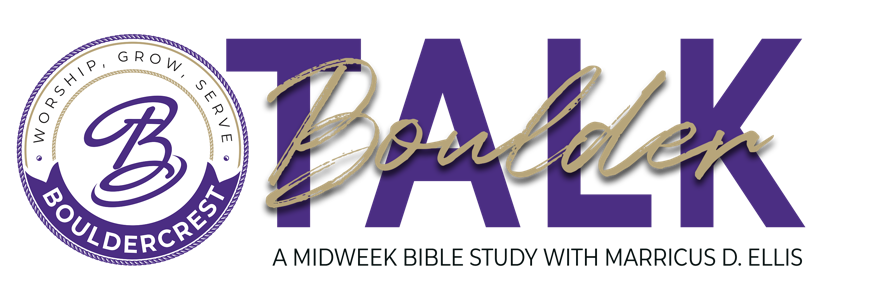 WORSHIP, GROW, SERVE
B
BOULDERCREST
TALK
Boulder
A MIDWEEK BIBLE STUDY WITH MARRICUS D. ELLIS